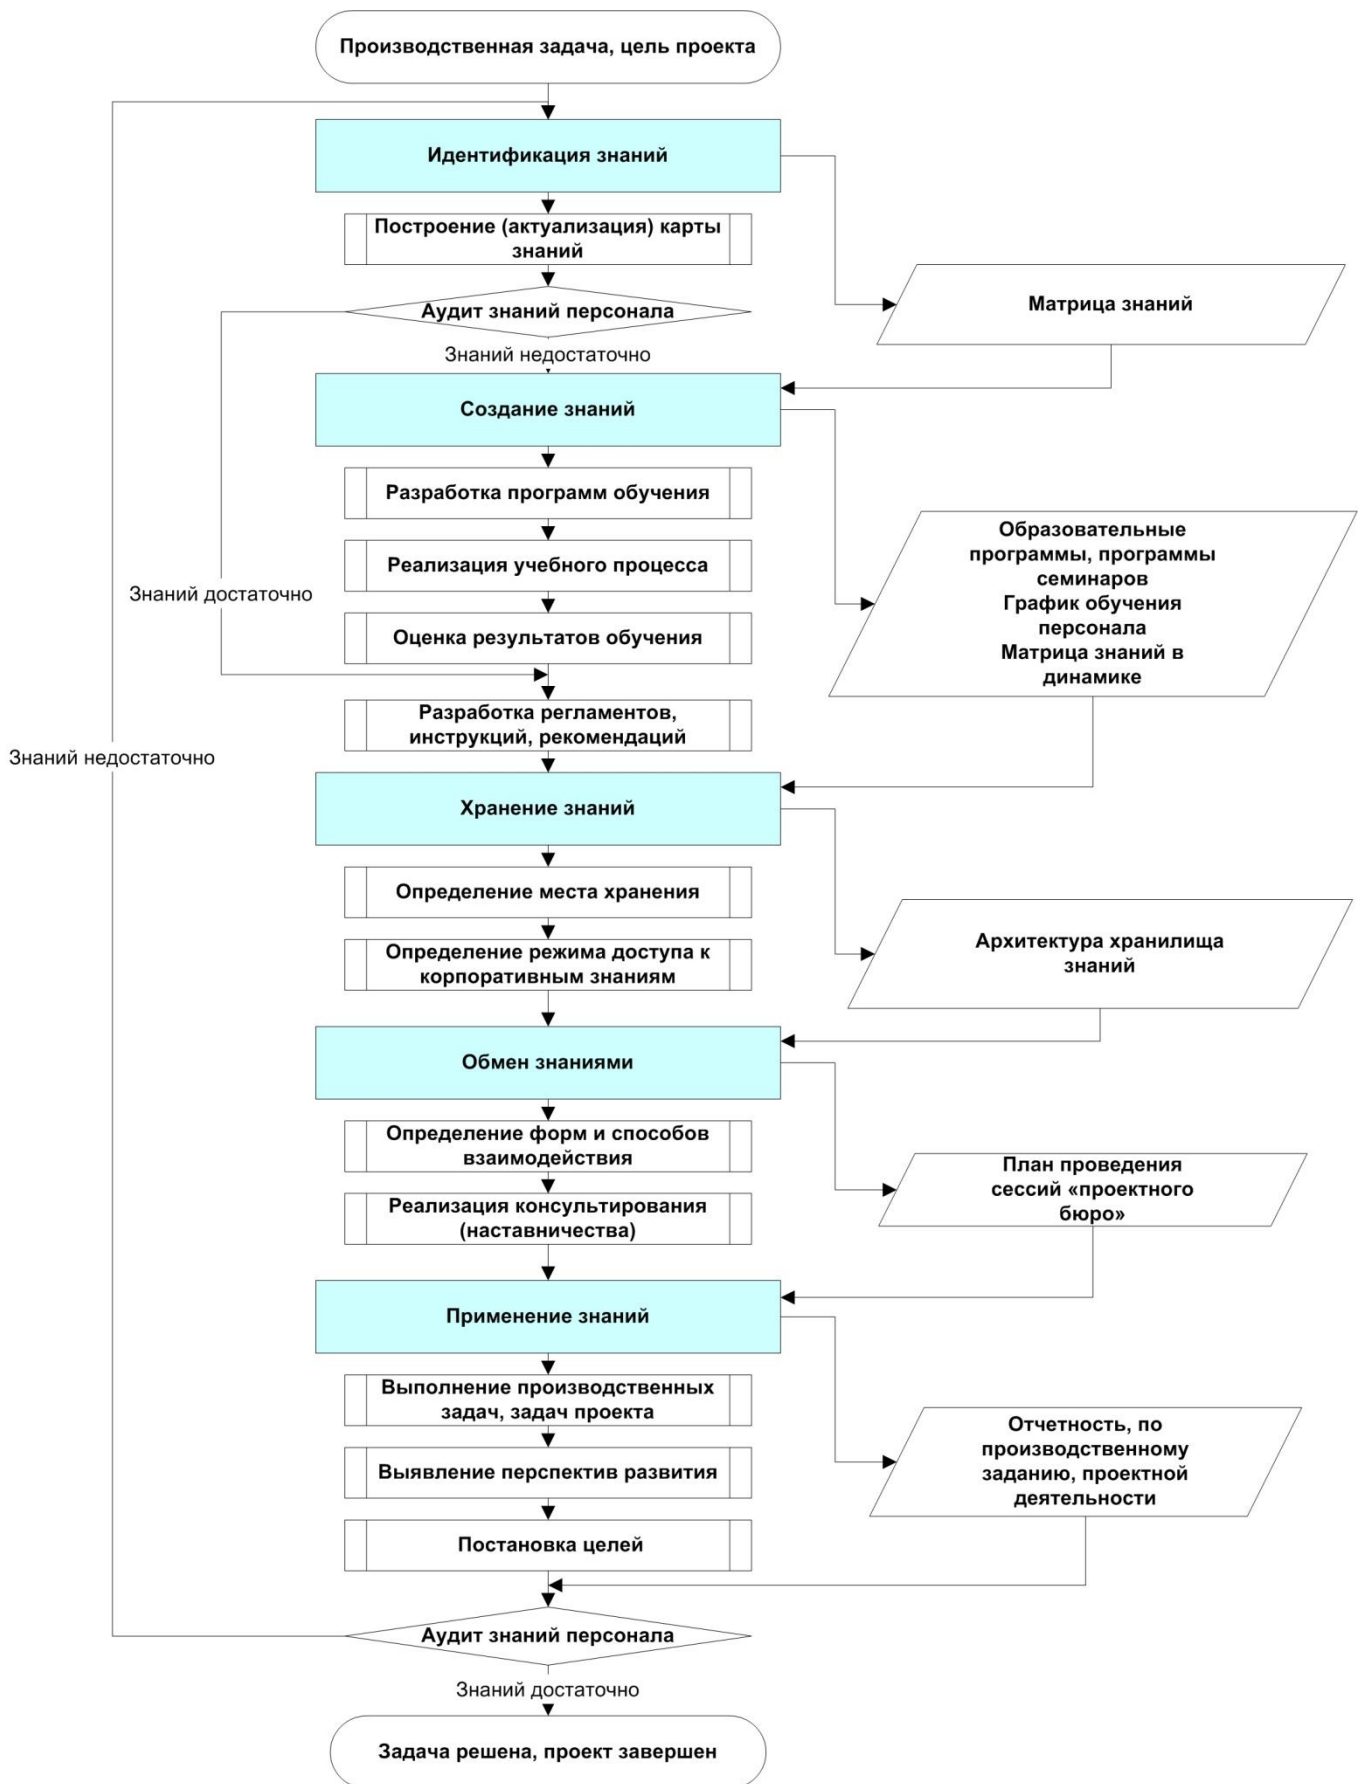 Производственная задача, цель проекта
Идентификация знаний
Построение (актуализация) карты
знаний
Матрица знаний
Аудит знаний персонала
Знаний недостаточно
Создание знаний
Разработка программ обучения
Образовательные
программы, программы
семинаров
График обучения
персонала
Матрица знаний в
динамике
Реализация учебного процесса
Знаний достаточно
Оценка результатов обучения
Разработка регламентов,
инструкций, рекомендаций
Знаний недостаточно
Хранение знаний
Определение места хранения
Архитектура хранилища
знаний
Определение режима доступа к
корпоративным знаниям
Обмен знаниями
Определение форм и способов
взаимодействия
План проведения
сессий «проектного
бюро»
Реализация консультирования
(наставничества)
Применение знаний
Выполнение производственных
задач, задач проекта
Отчетность, по
производственному
заданию, проектной
деятельности
Выявление перспектив развития
Постановка целей
Аудит знаний персонала
Знаний достаточно
Задача решена, проект завершен